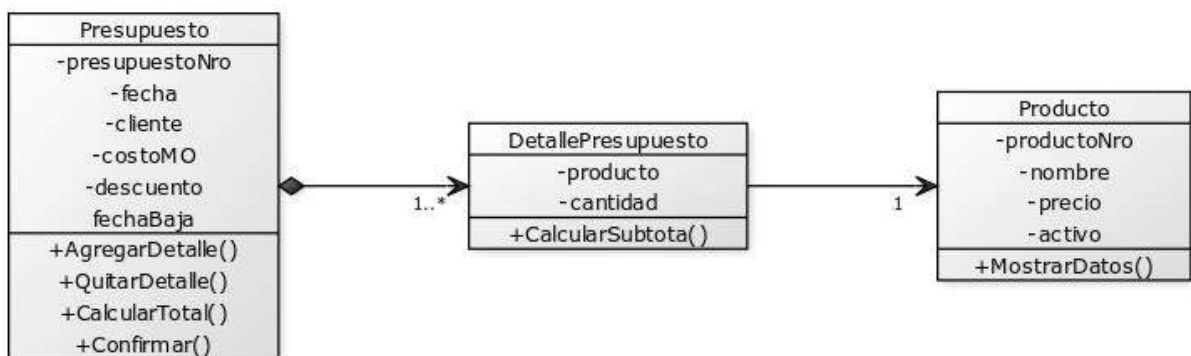 Presupuesto
-presupuestoNro
-fecha
-cliente
-costoMO
-descuento
fechaBaja
+AgregarDetalle()
+QuitarDetalle()
+CalcularTotal()
+Confirmar()
1..*
DetallePresupuesto
-producto
-cantidad
+CalcularSubtota()
1
Producto
-productoNro
-nombre
-precio
-activo
+MostrarDatos()